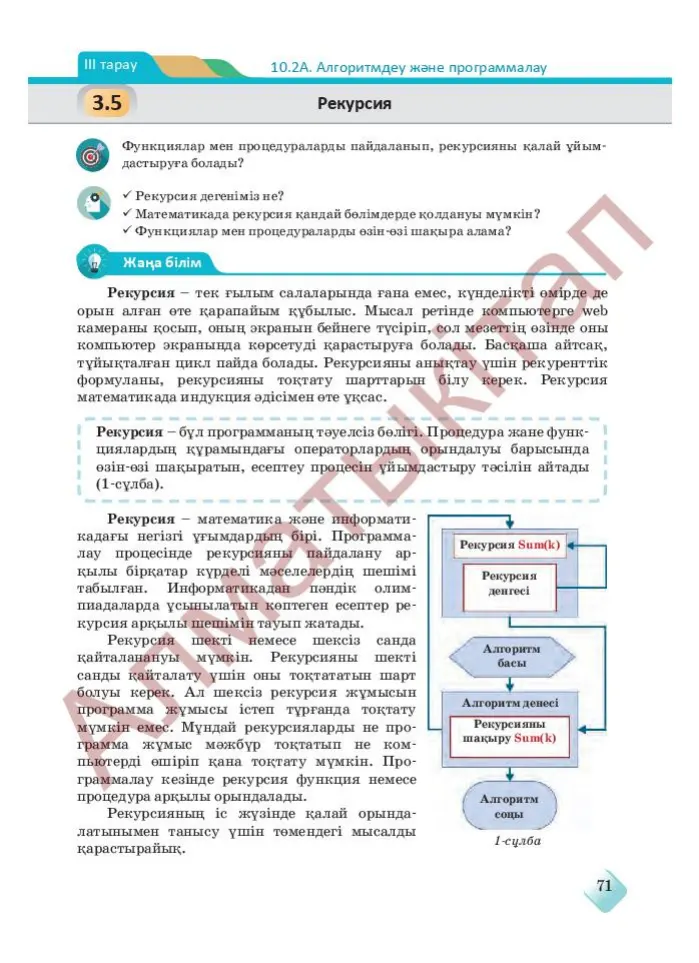 III тарау
10.2А. Алгоритмдеу және программалау
3.5
Рекурсия
Функциялар мен процедураларды пайдаланып, рекурсияны қалай ұйым-
дастыруға болады?
✓ Рекурсия дегеніміз не?
✓ Математикада рекурсия қандай бөлімдерде қолдануы мүмкін?
✓ Функциялар мен процедураларды өзін-өзі шақыра алама?
Жаңа білім
Рекурсия – тек ғылым салаларында ғана емес, күнделікті өмірде де
орын алған өте қарапайым құбылыс. Мысал ретінде компьютерге web
камераны қосып, оның экранын бейнеге түсіріп, сол мезеттің өзінде оны
компьютер экранында көрсетуді қарастыруға болады. Басқаша айтсақ,
тұйықталған цикл пайда болады. Рекурсияны анықтау үшін рекуренттік
формуланы, рекурсияны тоқтату шарттарын білу керек. Рекурсия
математикада индукция әдісімен өте ұқсас.
Рекурсия – бұл программаның тәуелсіз бөлігі. Процедура жане функ-
циялардың құрамындағы операторлардың орындалуы барысында
өзін-өзі шақыратын, есептеу процесін ұйымдастыру тәсілін айтады
(1-сұлба).
Рекурсия – математика және информати-
кадағы негізгі ұғымдардың бірі. Программа-
лау процесінде рекурсияны пайдалану ар-
қылы бірқатар күрделі мәселелердің шешімі
табылған. Информатикадан пәндік олим-
пиадаларда ұсынылатын көптеген есептер ре-
курсия арқылы шешімін тауып жатады.
Рекурсия шекті немесе шексіз санда
қайталанануы мүмкін. Рекурсияны шекті
санды қайталату үшін оны тоқтататын шарт
болуы керек. Ал шексіз рекурсия жұмысын
программа жұмысы істеп тұрғанда тоқтату
мүмкін емес. Мұндай рекурсияларды не про-
грамма жұмыс мәжбүр тоқтатып не ком-
пьютерді өшіріп қана тоқтату мүмкін. Про-
граммалау кезінде рекурсия функция немесе
процедура арқылы орындалады.
Рекурсияның іс жүзінде қалай орында-
латынымен танысу үшін төмендегі мысалды
қарастырайық.
Рекурсия Sum(k)
Рекурсия
денгесі
Алгоритм
басы
Алгоритм денесі
Рекурсияны
шақыру Sum(k)
Алгоритм
соңы
1-сұлба
71
Алматыкітап